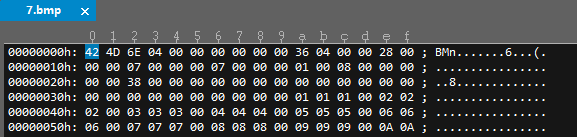 7.bmp
0 1 2 3 4 5 6 7 8 9 a b c d e f
00000000h: 42 4D 6E 04 00 00 00 00 00 00 36 04 00 00 28 00 ; BMn.......6...(.
00000010h: 00 00 07 00 00 00 07 00 00 00 01 00 08 00 00 00 ; ................
00000020h: 00 00 38 00 00 00 00 00 00 00 00 00 00 00 00 00 ; ..8.............
00000030h: 00 00 00 00 00 00 00 00 00 00 01 01 01 00 02 02 ; ................
00000040h: 02 00 03 03 03 00 04 04 04 00 05 05 05 00 06 06 ; ................
00000050h: 06 00 07 07 07 00 08 08 08 00 09 09 09 00 0A 0A ; ................